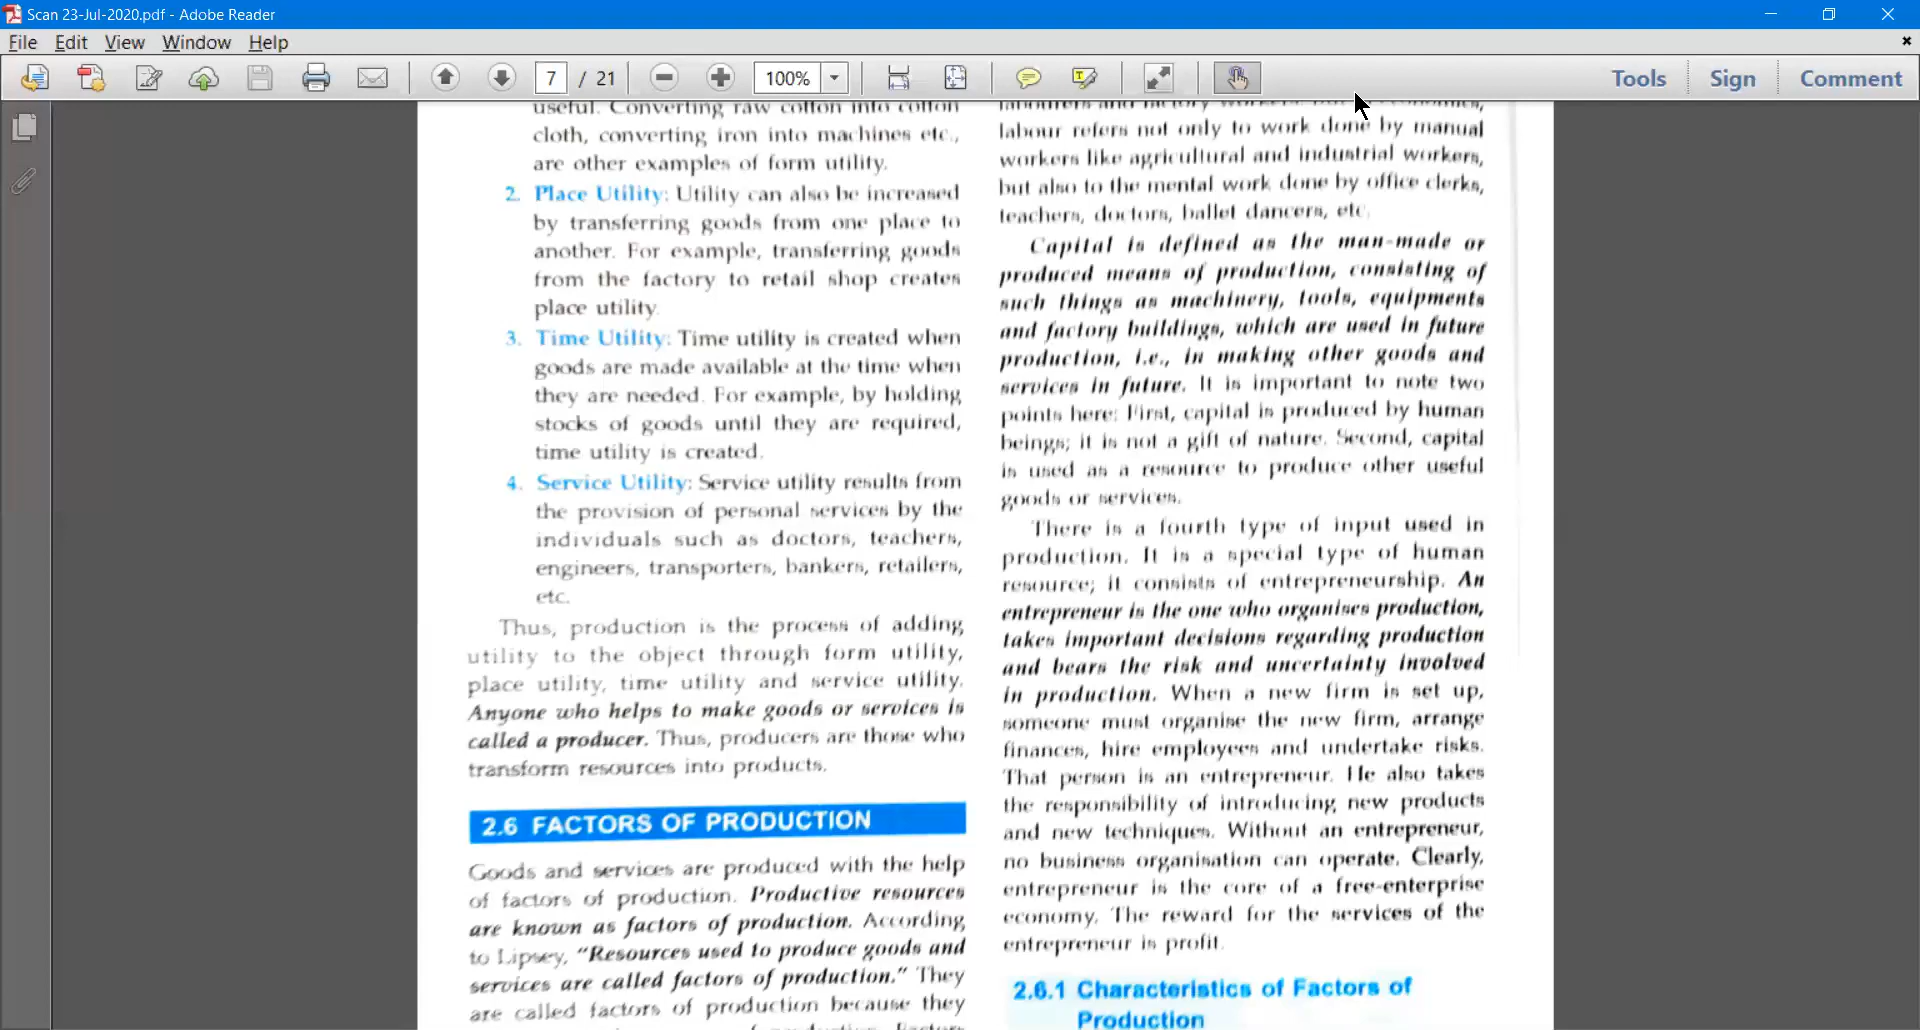 Scan 23-Jul-2020.pdf - Adobe Reader
File Edit View Window Help
7 / 21 100% Tools Sign Comment
useful. Converting raw cotton into cotton
cloth, converting iron into machines etc.,
are other examples of form utility.
2. Place Utility: Utility can also be increased
by transferring goods from one place to
another. For example, transferring goods
from the factory to retail shop creates
place utility.
3. Time Utility: Time utility is created when
goods are made available at the time when
they are needed. For example, by holding
stocks of goods until they are required,
time utility is created.
4. Service Utility: Service utility results from
the provision of personal services by the
individuals such as doctors, teachers,
engineers, transporters, bankers, retailers,
etc.
Thus, production is the process of adding
utility to the object through form utility,
place utility, time utility and service utility.
Anyone who helps to make goods or services is
called a producer. Thus, producers are those who
transform resources into products.
2.6 FACTORS OF PRODUCTION
Goods and services are produced with the help
of factors of production. Productive resources
are known as factors of production. According
to Lipsey, "Resources used to produce goods and
services are called factors of production." They
are called factors of production because they
labourers and factory
labour refers not only to work done by manual
workers like agricultural and industrial workers,
but also to the mental work done by office clerks,
teachers, doctors, ballet dancers, etc.
Capital is defined as the man-made or
produced means of production, consisting of
such things as machinery, tools, equipments
and factory buildings, which are used in future
production, i.e., in making other goods and
services in future. It is important to note two
points here: First, capital is produced by human
beings; it is not a gift of nature. Second, capital
is used as a resource to produce other useful
goods or services.
There is a fourth type of input used in
production. It is a special type of human
resource; it consists of entrepreneurship. An
entrepreneur is the one who organises production,
takes important decisions regarding production
and bears the risk and uncertainty involved
in production. When a new firm is set up,
someone must organise the new firm, arrange
finances, hire employees and undertake risks.
That person is an entrepreneur. He also takes
the responsibility of introducing new products
and new techniques. Without an entrepreneur,
no business organisation can operate. Clearly,
entrepreneur is the core of a free-enterprise
economy. The reward for the services of the
entrepreneur is profit.
2.6.1 Characteristics of Factors of
Production